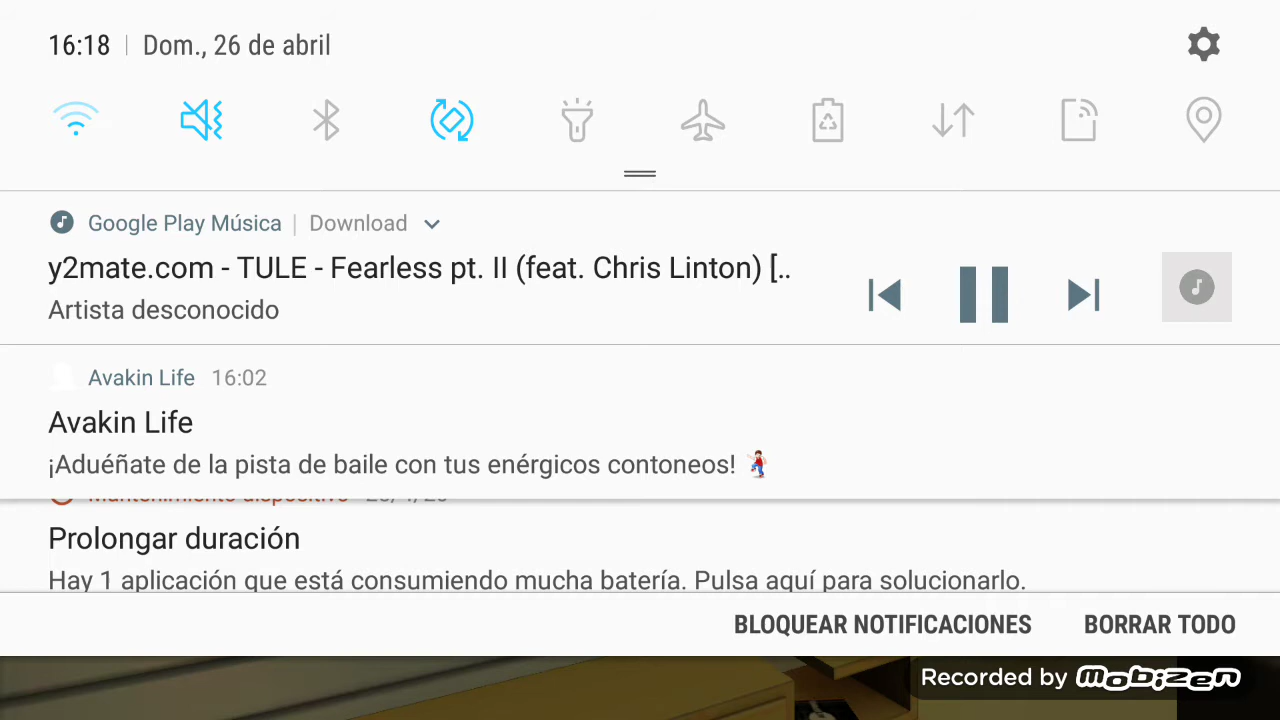 16:18 | Dom., 26 de abril
Google Play Música | Download
y2mate.com - TULE - Fearless pt. II (feat. Chris Linton) [..
Artista desconocido
Avakin Life 16:02
Avakin Life
¡Aduéñate de la pista de baile con tus enérgicos contoneos!
Mantenimiento dispositivo
Prolongar duración
Hay 1 aplicación que está consumiendo mucha batería. Pulsa aquí para solucionarlo.
BLOQUEAR NOTIFICACIONES BORRAR TODO
Recorded by mobizen